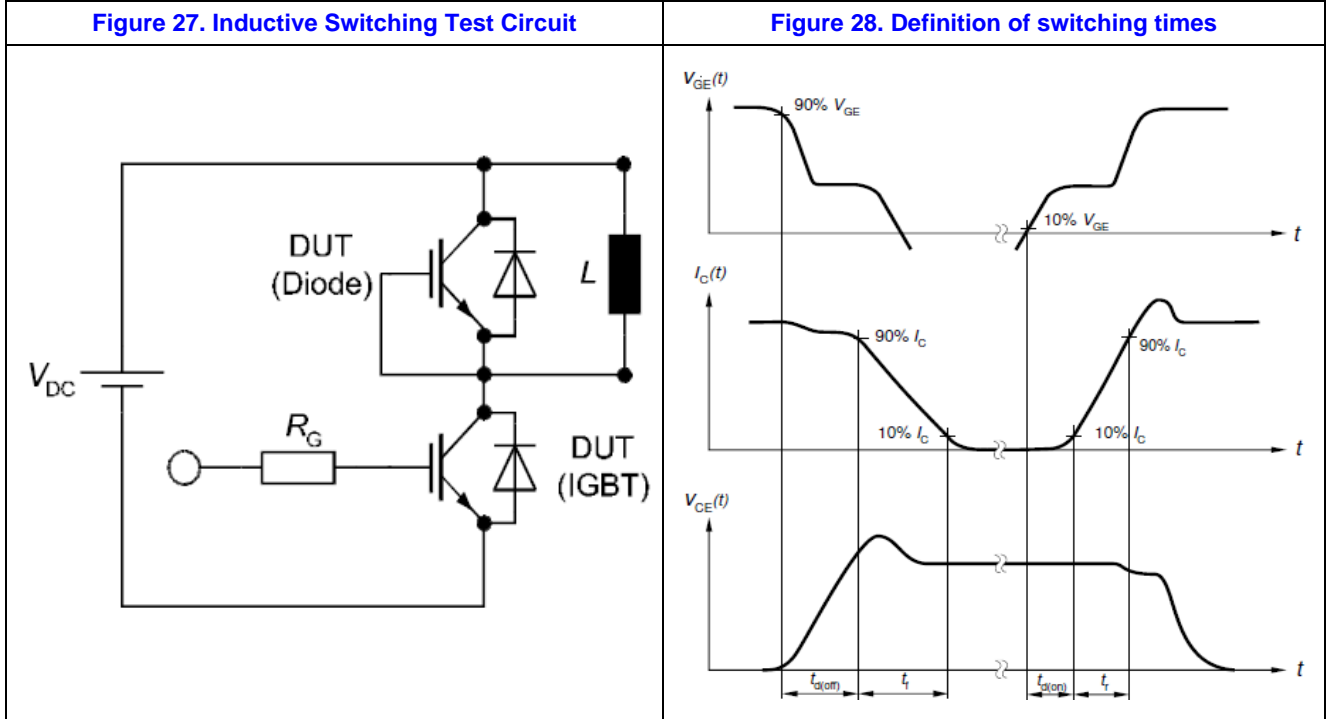 Figure 27. Inductive Switching Test Circuit
Figure 28. Definition of switching times
DUT
(Diode)
L
VDC
RG
DUT
(IGBT)
VGE(t)
90% VGE
10% VGE
t
IC(t)
90% IC
90% IC
10% IC
10% IC
t
VCE(t)
t
td(off)
tf
td(on)
tr